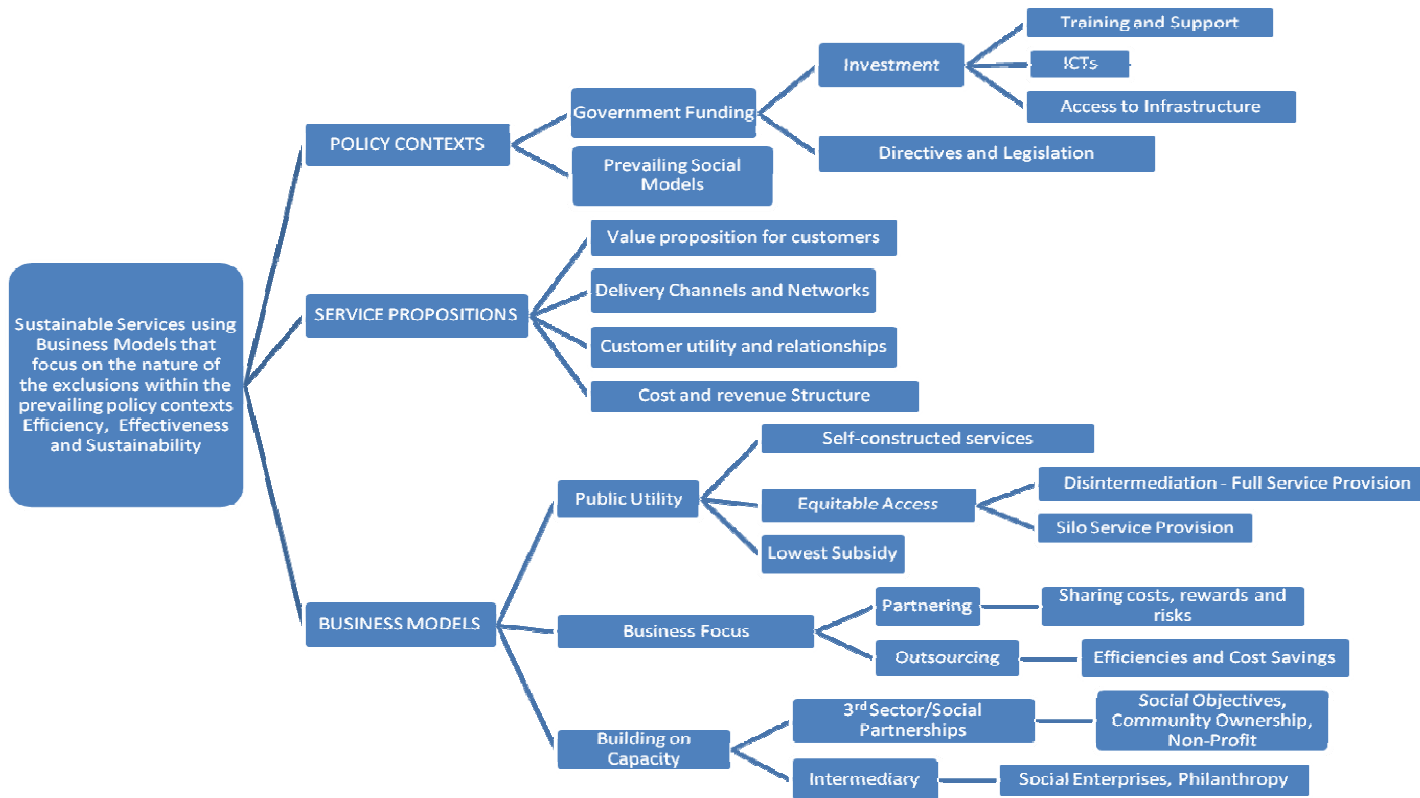 Sustainable Services using
Business Models that
focus on the nature of
the exclusions within the
prevailing policy contexts
Efficiency, Effectiveness
and Sustainability
POLICY CONTEXTS
Government Funding
Investment
Training and Support
ICTs
Access to Infrastructure
Directives and Legislation
Prevailing Social
Models
SERVICE PROPOSITIONS
Value proposition for customers
Delivery Channels and Networks
Customer utility and relationships
Cost and revenue Structure
BUSINESS MODELS
Public Utility
Self-constructed services
Equitable Access
Disintermediation - Full Service Provision
Silo Service Provision
Lowest Subsidy
Business Focus
Partnering
Sharing costs, rewards and
risks
Outsourcing
Efficiencies and Cost Savings
Building on
Capacity
3rd Sector/Social
Partnerships
Social Objectives,
Community Ownership,
Non-Profit
Intermediary
Social Enterprises, Philanthropy